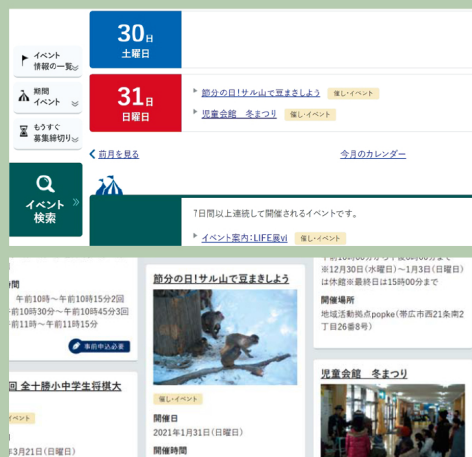 30日
土曜日
イベント
情報の一覧
期間
イベント
もうすぐ
募集締切り
31日
日曜日
節分の日!サル山で豆まきしよう 催し・イベント
児童会館 冬まつり 催し・イベント
前月を見る
今月のカレンダー
イベント
検索
7日間以上連続して開催されるイベントです。
イベント案内:LIFE展vi 催し・イベント
間
午前10時~午前10時15分2回
前10時30分~午前10時45分3回
前11時~午前11時15分
事前申込必要
回 全十勝小中学生将棋大
イベント
3月21日(日曜日)
節分の日!サル山で豆まきしよう
催し・イベント
開催日
2021年1月31日(日曜日)
開催時間
※12月30日(水曜日)~1月3日(日曜日)
は休館※最終日は15時00分まで
開催場所
地域活動拠点popke(帯広市西21条南2
丁目26番8号)
児童会館 冬まつり